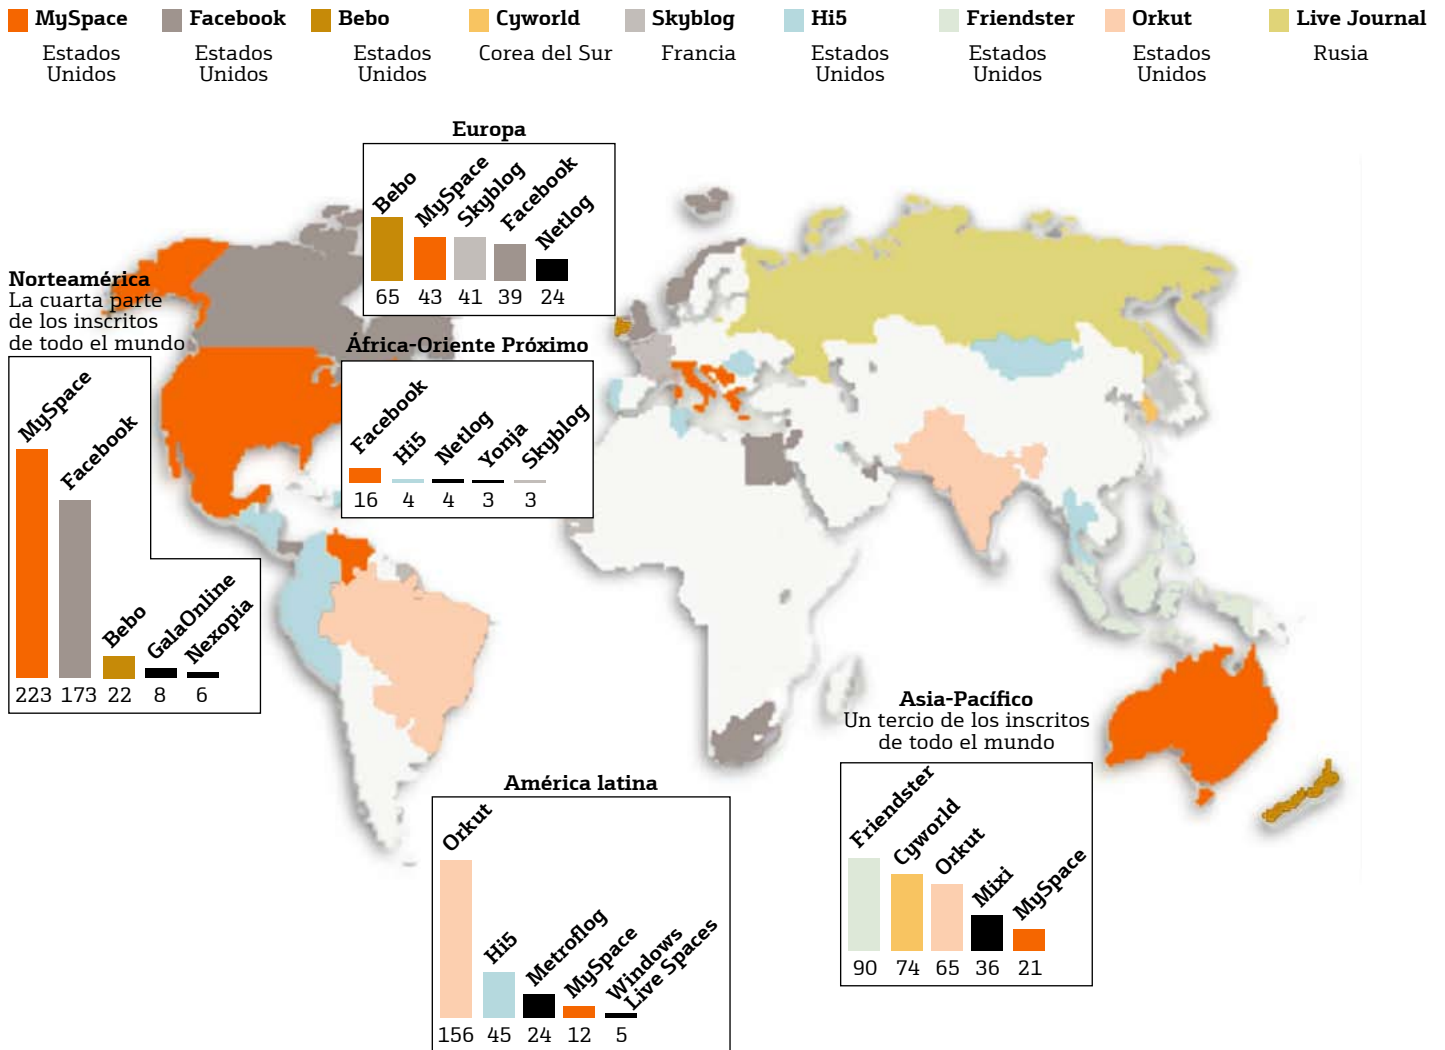 MySpace
Estados
Unidos
Facebook
Estados
Unidos
Bebo
Estados
Unidos
Cyworld
Corea del Sur
Skyblog
Francia
Hi5
Estados
Unidos
Friendster
Estados
Unidos
Orkut
Estados
Unidos
Live Journal
Rusia
Europa
Bebo
MySpace
Skyblog
Facebook
Netlog
65 43 41 39 24
Norteamérica
La cuarta parte
de los inscritos
de todo el mundo
MySpace
Facebook
Bebo
GalaOnline
Nexopia
223 173 22 8 6
África-Oriente Próximo
Facebook
Hi5
Netlog
Yonja
Skyblog
16 4 4 3 3
América latina
Orkut
Hi5
Metroflog
MySpace
Windows
Live Spaces
156 45 24 12 5
Asia-Pacífico
Un tercio de los inscritos
de todo el mundo
Friendster
Cyworld
Orkut
Mixi
MySpace
90 74 65 36 21